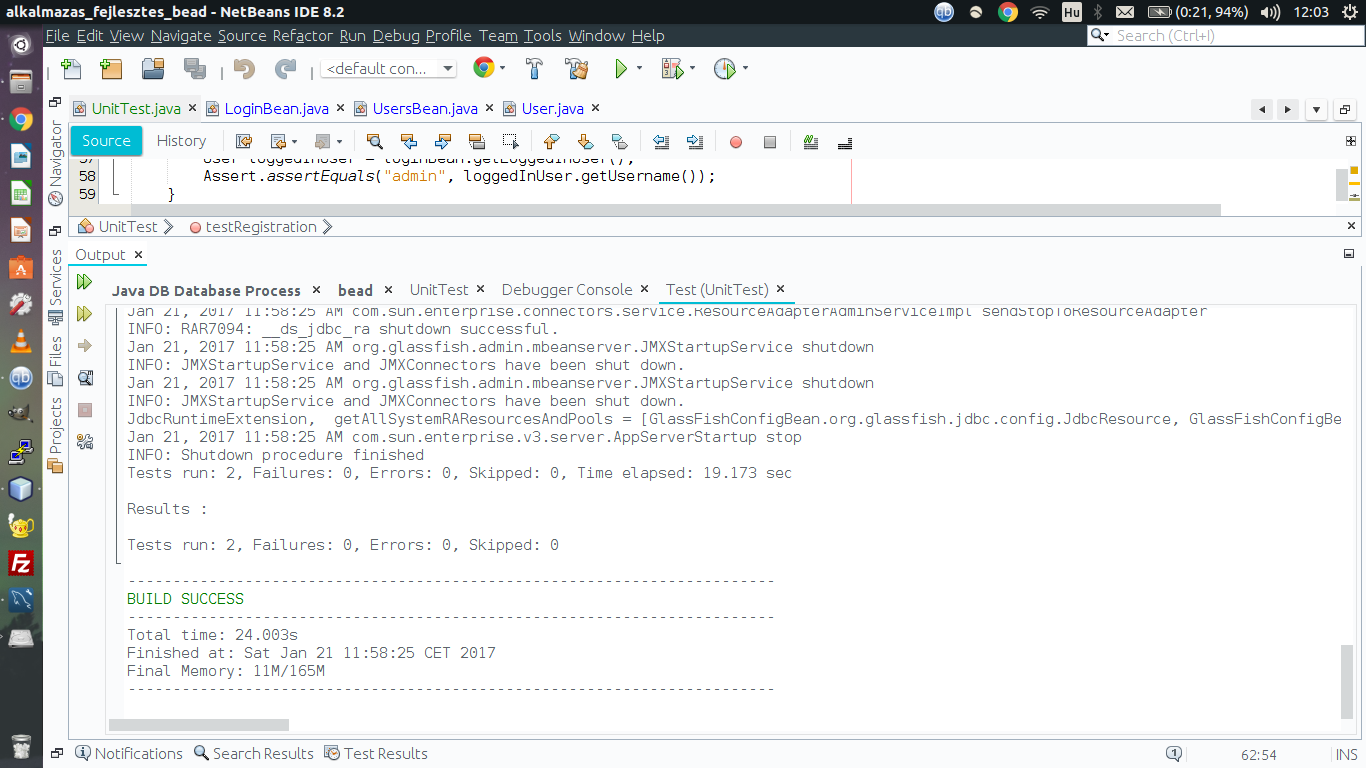 alkalmazas_fejlesztes_bead - NetBeans IDE 8.2
Hu (0:21, 94%) 12:03
File Edit View Navigate Source Refactor Run Debug Profile Team Tools Window Help
Search (Ctrl+I)
<default con...
UnitTest.java LoginBean.java UsersBean.java User.java
Source History
57 User loggedInUser = loginBean.getLoggedInUser();
58 Assert.assertEquals("admin", loggedInUser.getUsername());
59 }
UnitTest testRegistration
Navigator
Services
Files
Projects
Output
Java DB Database Process bead UnitTest Debugger Console Test (UnitTest)
Jan 21, 2017 11:58:25 AM com.sun.enterprise.connectors.service.ResourceAdapterAdminServiceImpl sendStopToResourceAdapter
INFO: RAR7094: __ds_jdbc_ra shutdown successful.
Jan 21, 2017 11:58:25 AM org.glassfish.admin.mbeanserver.JMXStartupService shutdown
INFO: JMXStartupService and JMXConnectors have been shut down.
Jan 21, 2017 11:58:25 AM org.glassfish.admin.mbeanserver.JMXStartupService shutdown
INFO: JMXStartupService and JMXConnectors have been shut down.
JdbcRuntimeExtension,  getAllSystemRAResourcesAndPools = [GlassFishConfigBean.org.glassfish.jdbc.config.JdbcResource, GlassFishConfigBe
Jan 21, 2017 11:58:25 AM com.sun.enterprise.v3.server.AppServerStartup stop
INFO: Shutdown procedure finished
Tests run: 2, Failures: 0, Errors: 0, Skipped: 0, Time elapsed: 19.173 sec
Results :
Tests run: 2, Failures: 0, Errors: 0, Skipped: 0
------------------------------------------------------------------------
BUILD SUCCESS
------------------------------------------------------------------------
Total time: 24.003s
Finished at: Sat Jan 21 11:58:25 CET 2017
Final Memory: 11M/165M
------------------------------------------------------------------------
Notifications Search Results Test Results
1 62:54 INS